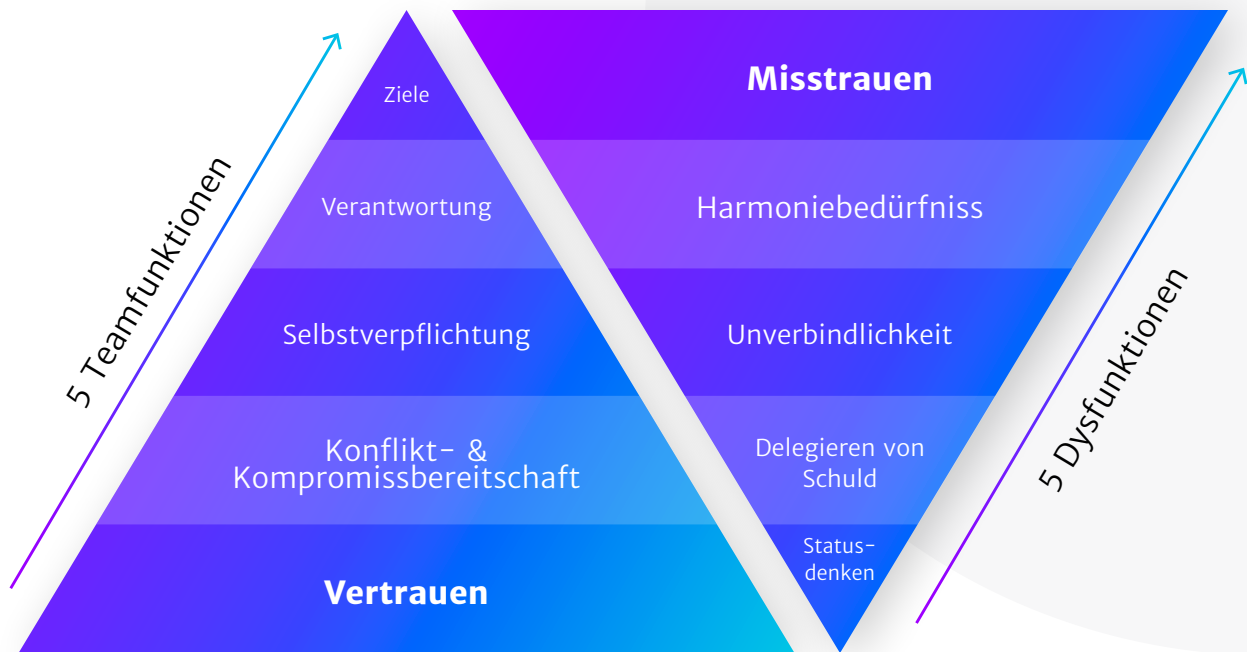 5 Teamfunktionen
Ziele
Verantwortung
Selbstverpflichtung
Konflikt- &
Kompromissbereitschaft
Vertrauen
Misstrauen
Harmoniebedürfniss
Unverbindlichkeit
Delegieren von
Schuld
Status-
denken
5 Dysfunktionen